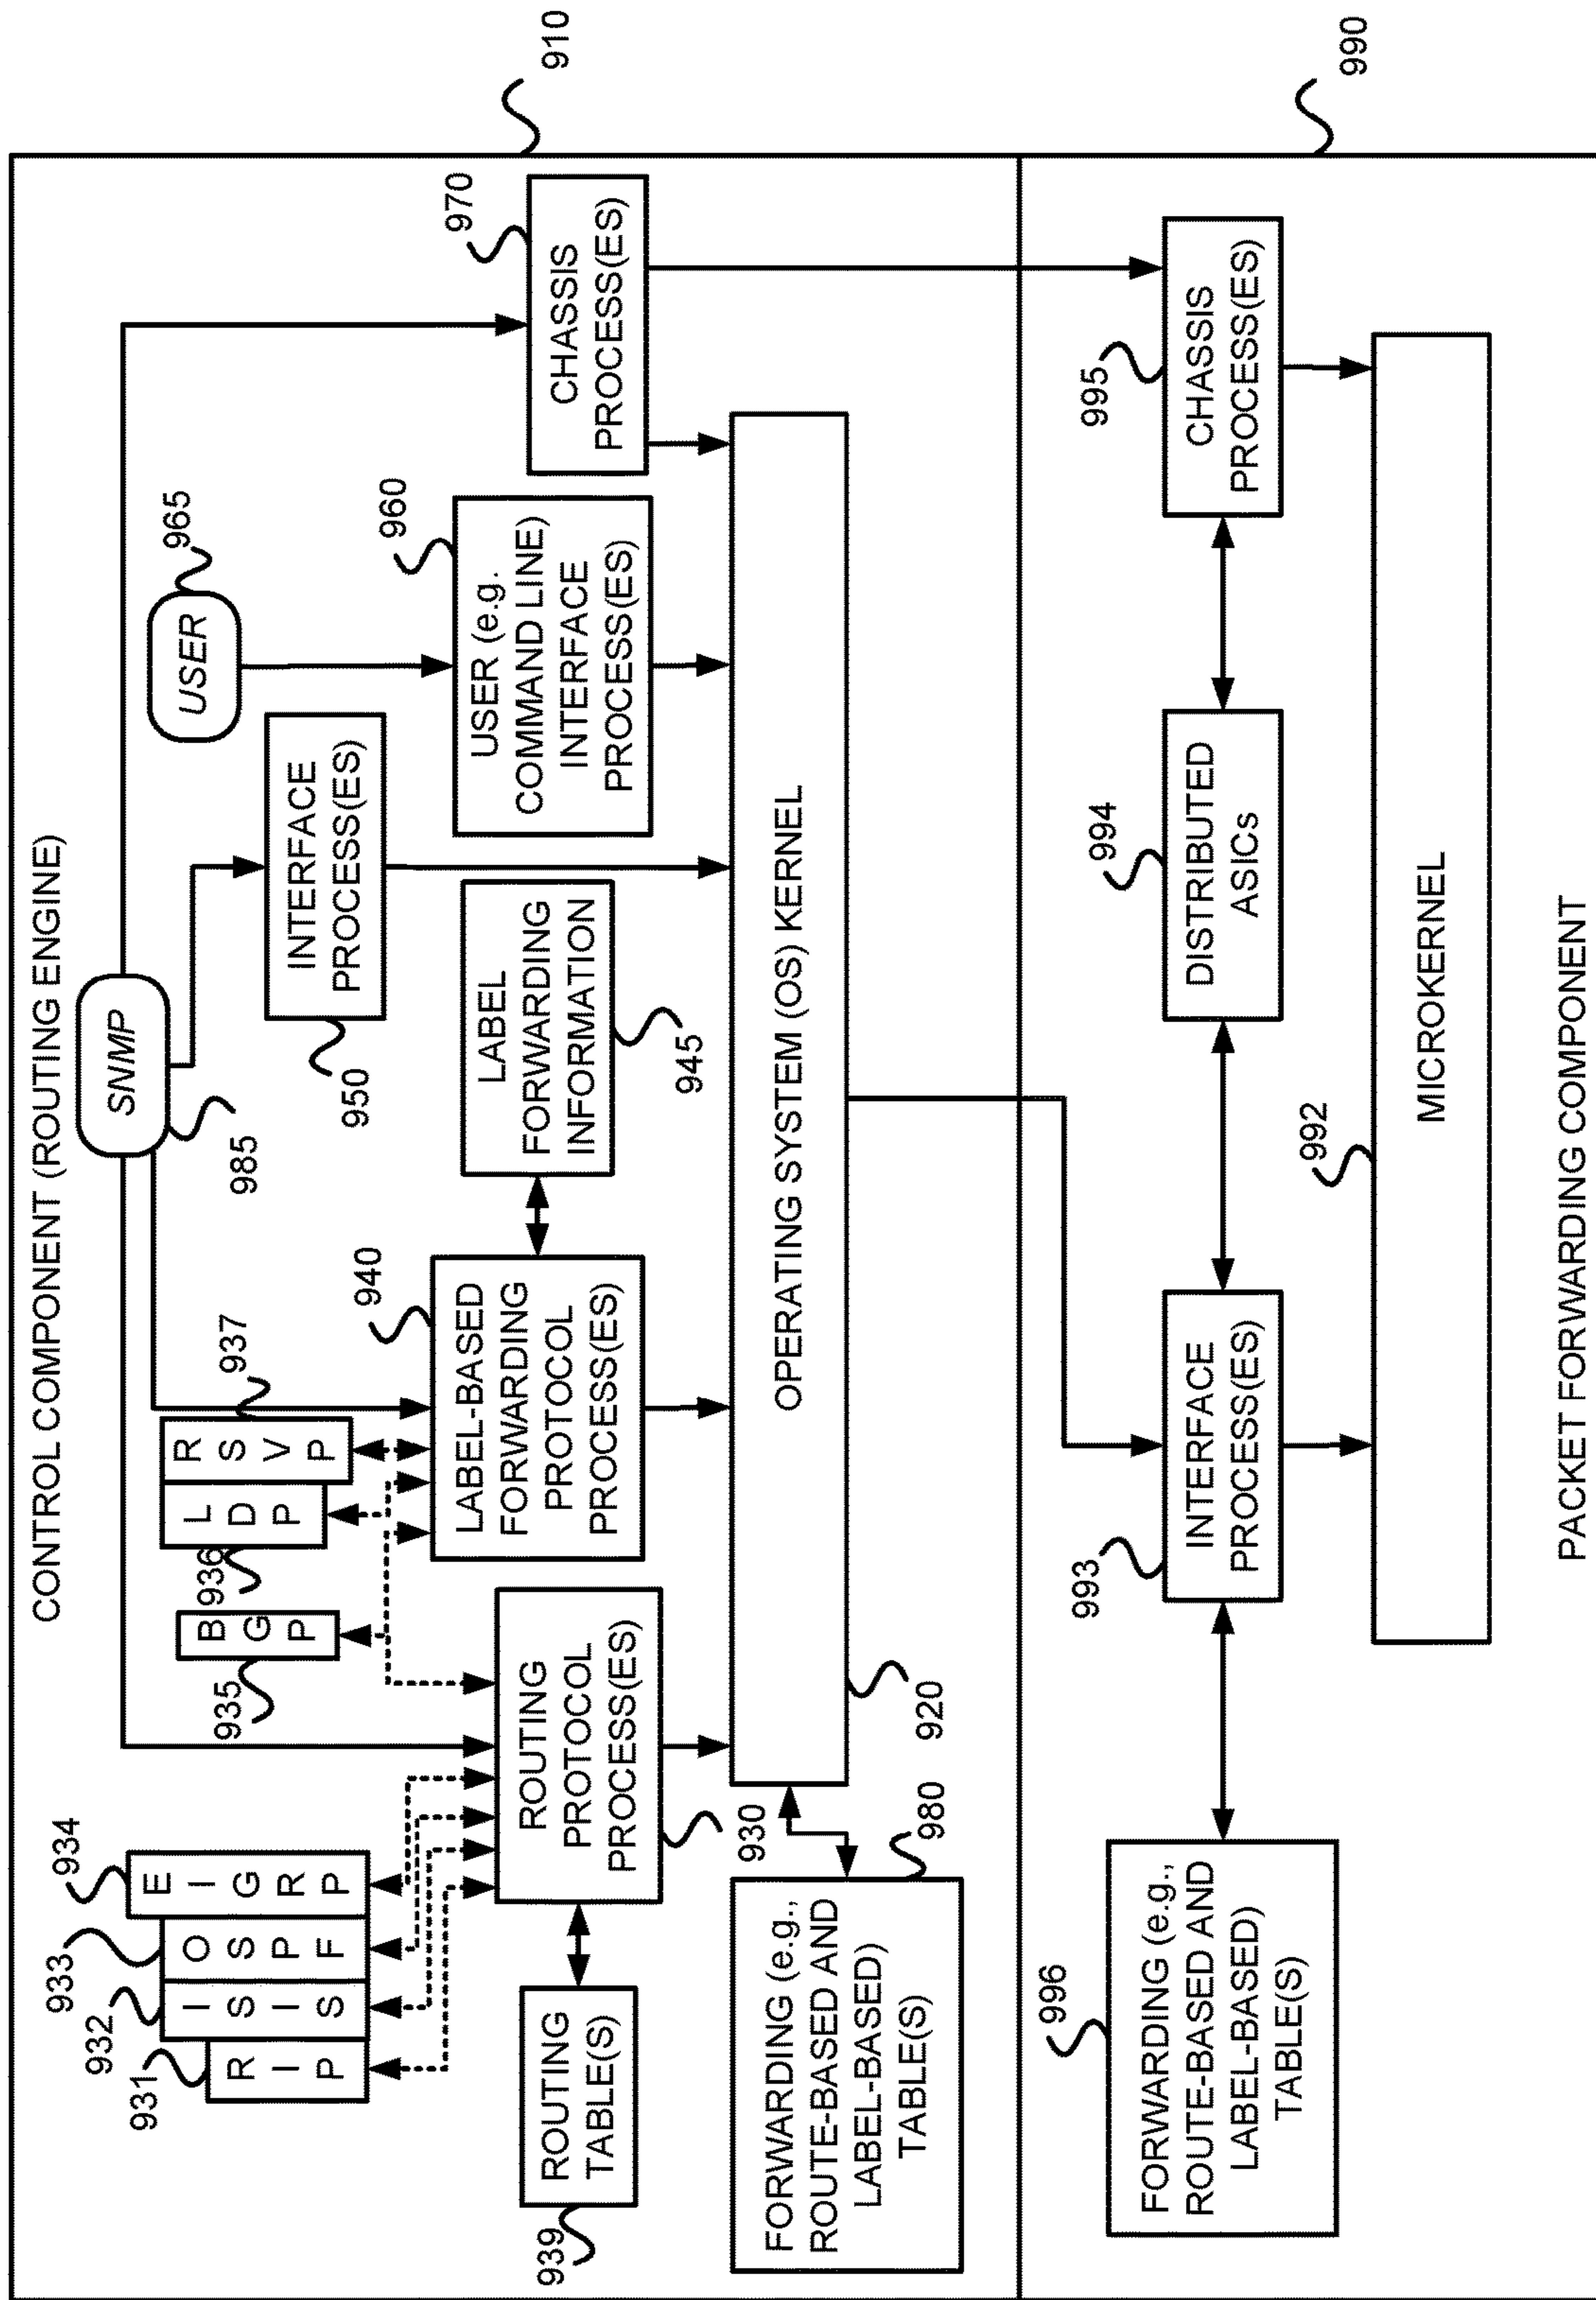 CONTROL COMPONENT (ROUTING ENGINE)
910
SNMP
985
USER
965
934
933
932
931
E
I
G
R
P
O
S
P
F
I
S
I
S
R
I
P
B
G
P
935
L
D
P
936
R
S
V
P
937
INTERFACE
PROCESS(ES)
950
ROUTING
TABLE(S)
939
ROUTING
PROTOCOL
PROCESS(ES)
930
LABEL-BASED
FORWARDING
PROTOCOL
PROCESS(ES)
940
LABEL
FORWARDING
INFORMATION
945
USER (e.g.
COMMAND LINE)
INTERFACE
PROCESS(ES)
960
CHASSIS
PROCESS(ES)
970
FORWARDING (e.g.,
ROUTE-BASED AND
LABEL-BASED)
TABLE(S)
980
OPERATING SYSTEM (OS) KERNEL
920
990
FORWARDING (e.g.,
ROUTE-BASED AND
LABEL-BASED)
TABLE(S)
996
INTERFACE
PROCESS(ES)
993
DISTRIBUTED
ASICs
994
CHASSIS
PROCESS(ES)
995
MICROKERNEL
992
PACKET FORWARDING COMPONENT